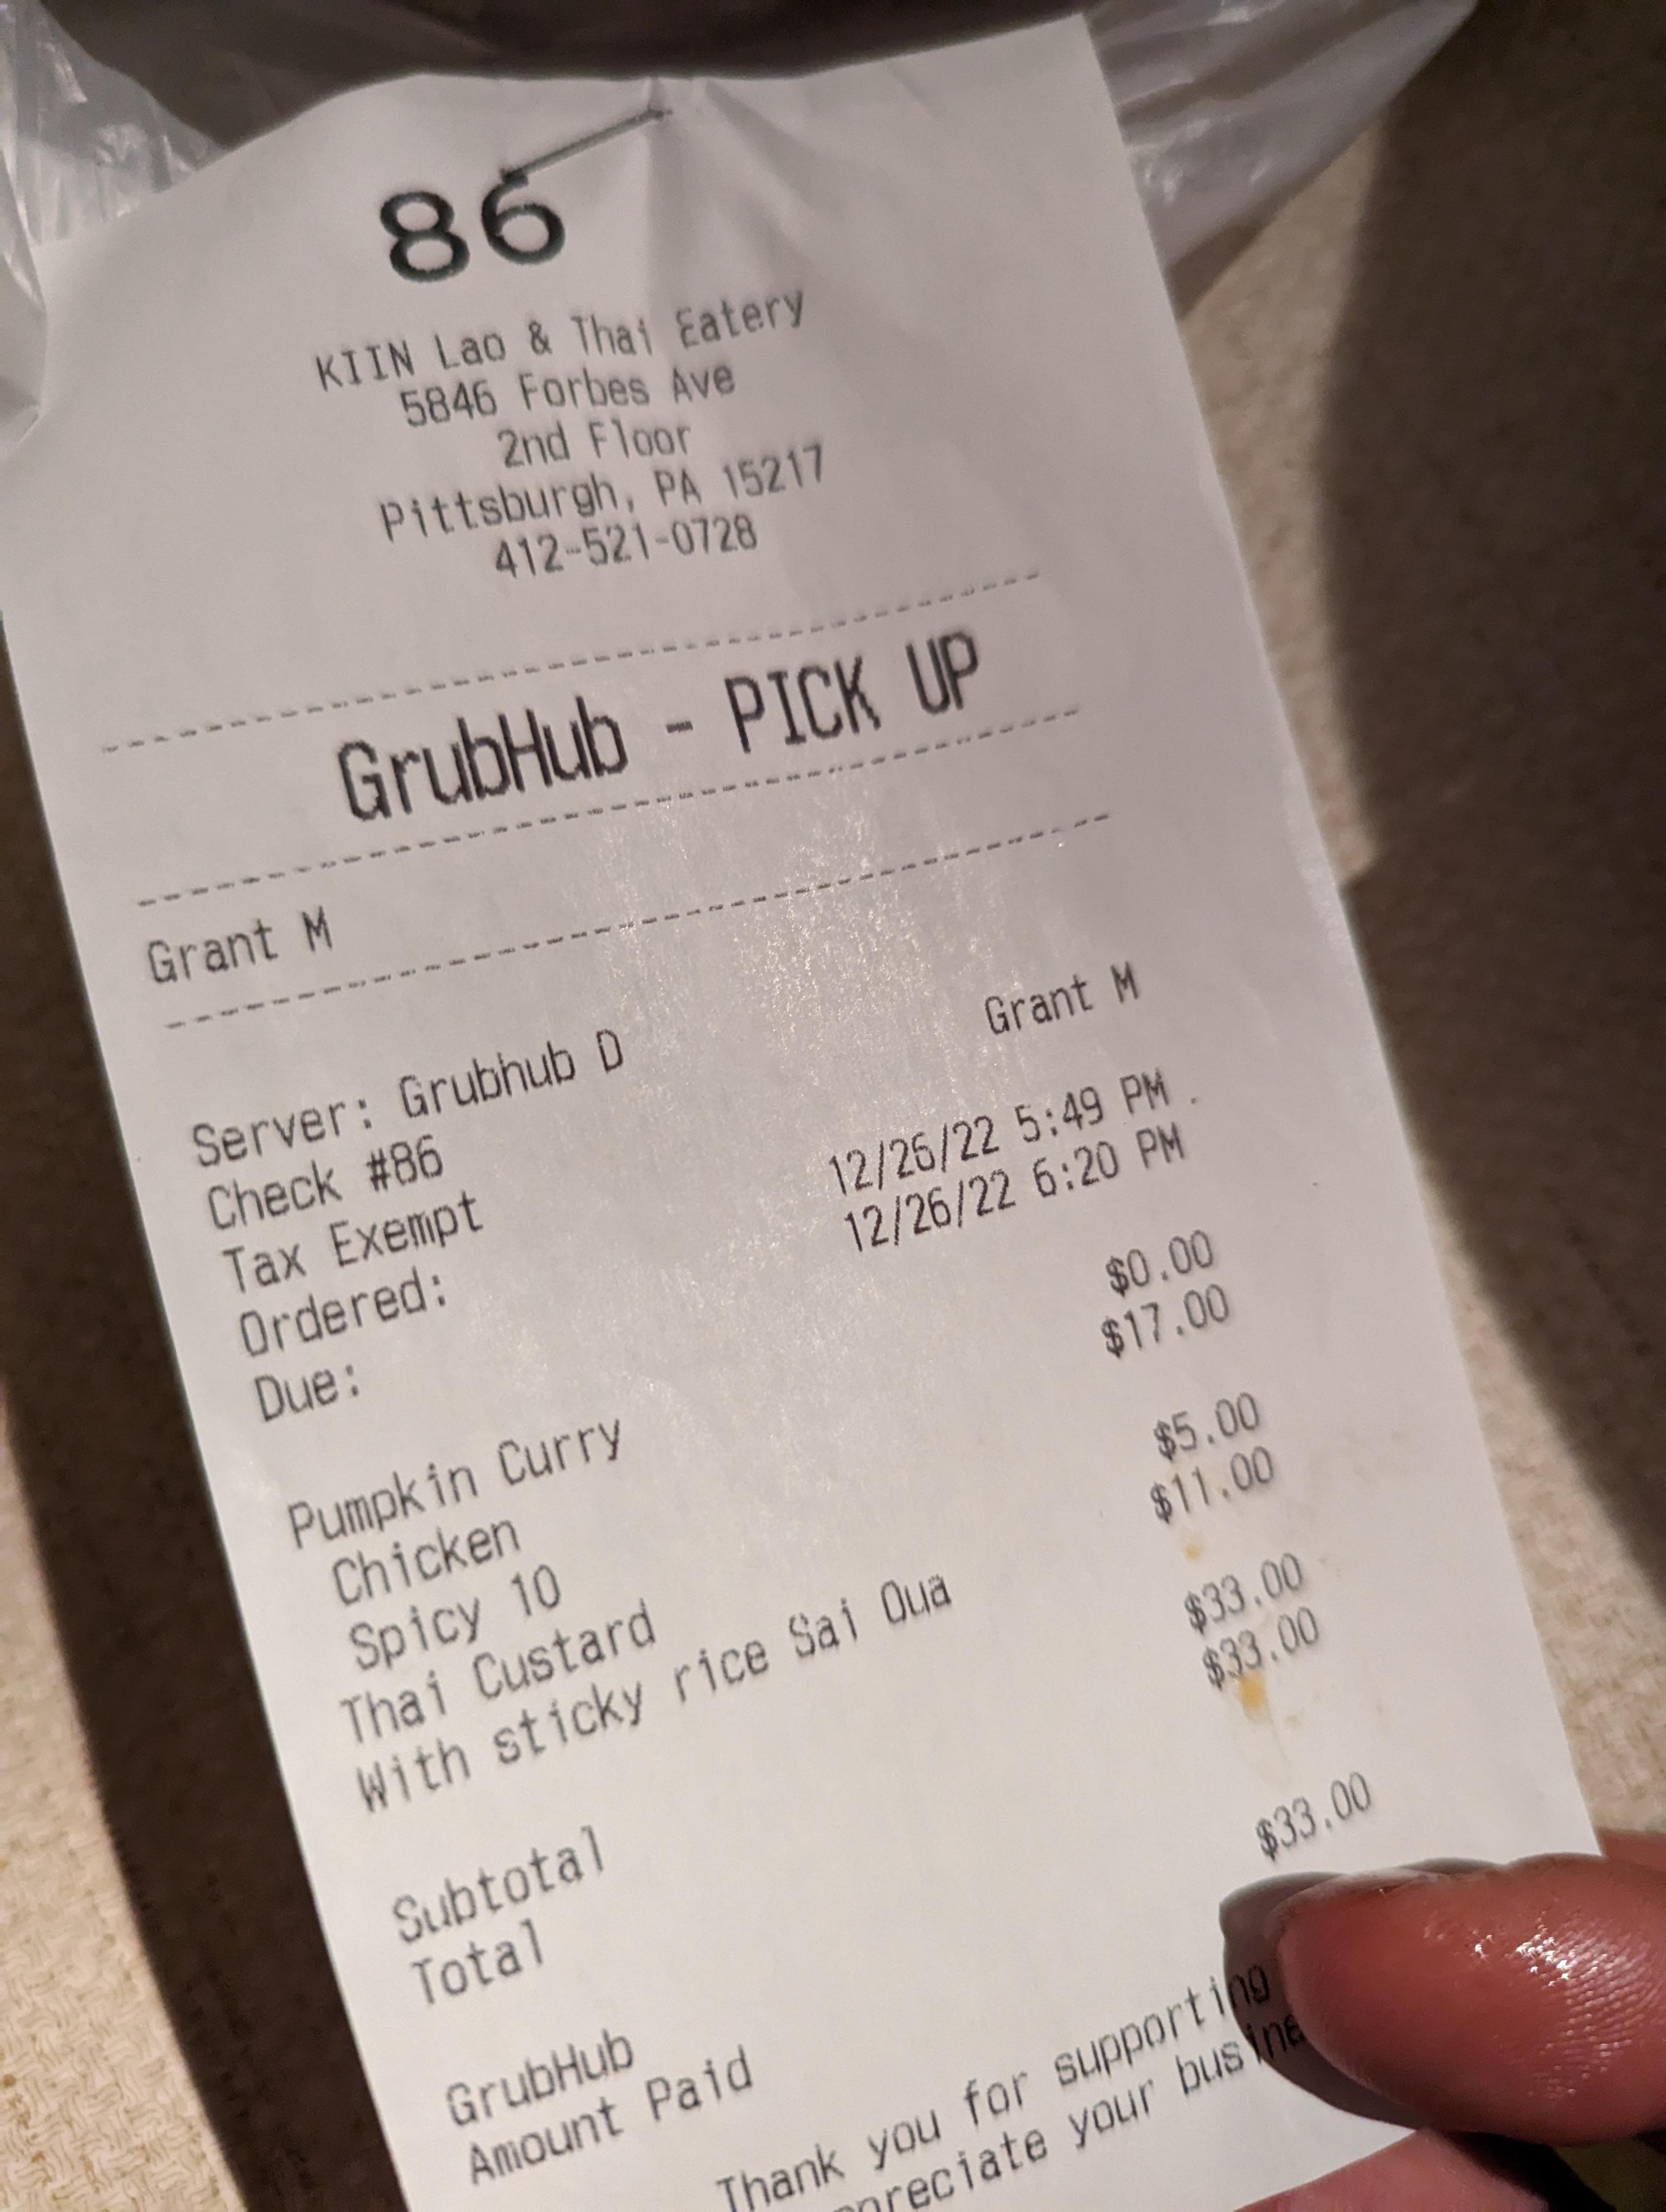 86
KIIN Lao & Thai Eatery
5846 Forbes Ave
2nd Floor
Pittsburgh, PA 15217
412-521-0728
GrubHub - PICK UP
Grant M
Server: Grubhub D
Check #86 Grant M
Tax Exempt
Ordered: 12/26/22 5:49 PM
Due: 12/26/22 6:20 PM
Pumpkin Curry $0.00
Chicken $17.00
Spicy 10
Thai Custard $5.00
With sticky rice Sai Oua $11.00
Subtotal $33.00
Total $33.00
GrubHub
Amount Paid $33.00
Thank you for supporting
preciate your busine